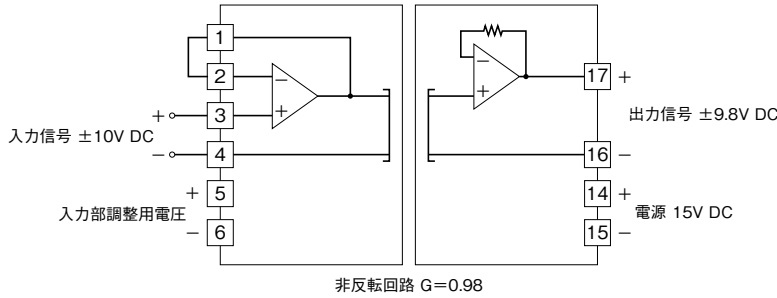 1
2
3
4
5
6
− +
+ 入力信号 ±10V DC −
+ 入力部調整用電圧 −
− +
17
16
14
15
+ 出力信号 ±9.8V DC −
+ 電源 15V DC −
非反転回路 G＝0.98